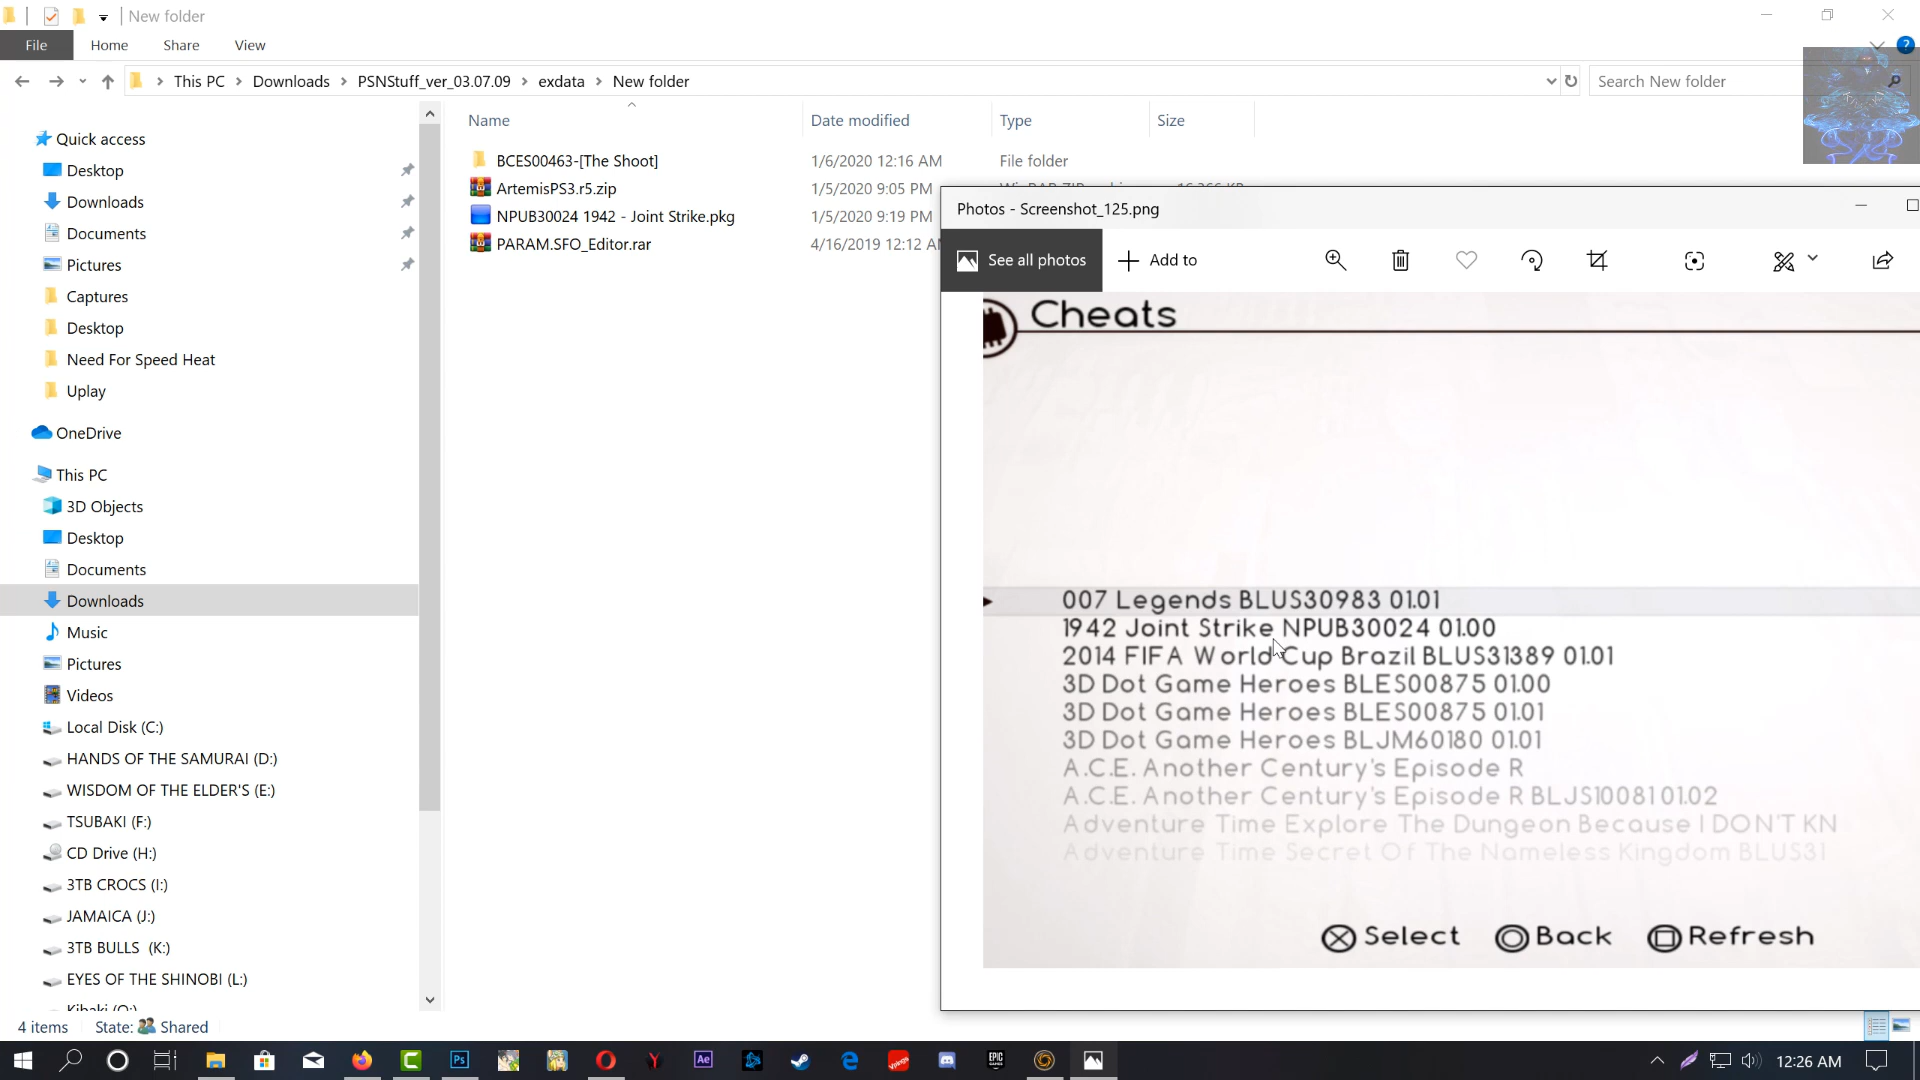 New folder
File Home Share View
This PC > Downloads > PSNStuff_ver_03.07.09 > exdata > New folder
Search New folder
Name Date modified Type Size
BCES00463-[The Shoot] 1/6/2020 12:16 AM File folder
ArtemisPS3.r5.zip 1/5/2020 9:05 PM
NPUB30024 1942 - Joint Strike.pkg 1/5/2020 9:19 PM
PARAM.SFO_Editor.rar 4/16/2019 12:12 AM
Quick access
Desktop
Downloads
Documents
Pictures
Captures
Desktop
Need For Speed Heat
Uplay
OneDrive
This PC
3D Objects
Desktop
Documents
Downloads
Music
Pictures
Videos
Local Disk (C:)
HANDS OF THE SAMURAI (D:)
WISDOM OF THE ELDER'S (E:)
TSUBAKI (F:)
CD Drive (H:)
3TB CROCS (I:)
JAMAICA (J:)
3TB BULLS (K:)
EYES OF THE SHINOBI (L:)
Photos - Screenshot_125.png
See all photos Add to
Cheats
007 Legends BLUS30983 01.01
1942 Joint Strike NPUB30024 01.00
2014 FIFA World Cup Brazil BLUS31389 01.01
3D Dot Game Heroes BLES00875 01.00
3D Dot Game Heroes BLES00875 01.01
3D Dot Game Heroes BLJM60180 01.01
A.C.E. Another Century's Episode R
A.C.E. Another Century's Episode R BLJS10081 01.02
Adventure Time Explore The Dungeon Because I DON'T KN
Adventure Time Secret Of The Nameless Kingdom BLUS31
Select Back Refresh
4 items State: Shared
12:26 AM